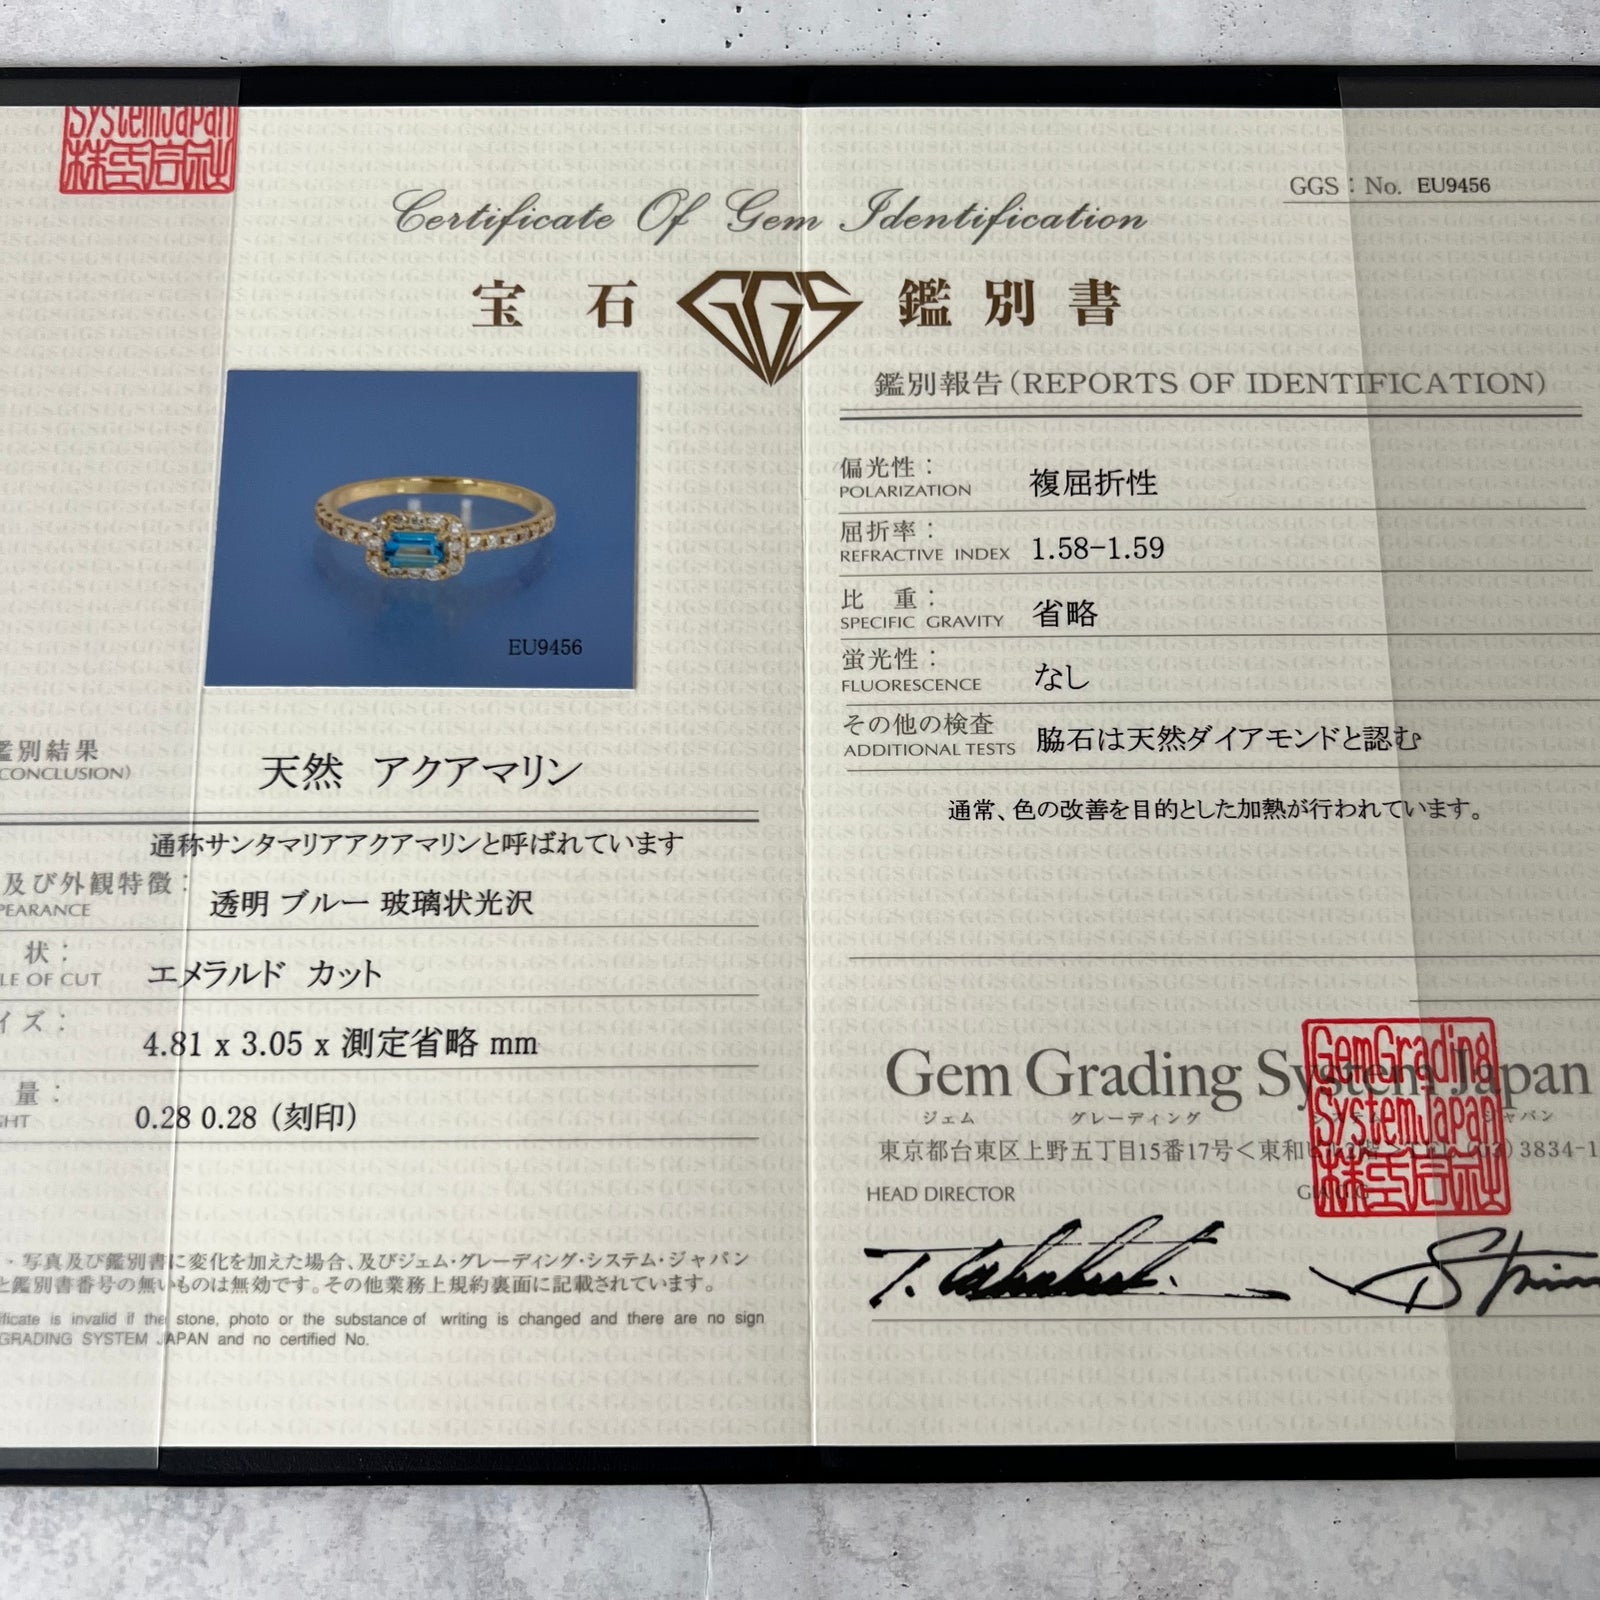 SystemJapan
株式会社
GGS : No. EU9456
Certificate Of Gem Identification
宝石 GGS 鑑別書
EU9456
鑑別結果
(CONCLUSION)
天然 アクアマリン
通称サンタマリアアクアマリンと呼ばれています
及び外観特徴:
PEARANCE
透明 ブルー 玻璃状光沢
状:
LE OF CUT
エメラルド カット
イズ:
4.81 x 3.05 x 測定省略 mm
量:
GHT
0.28 0.28 (刻印)
・写真及び鑑別書に変化を加えた場合、及びジェム・グレーディング・システム・ジャパン
と鑑別書番号の無いものは無効です。その他業務上規約裏面に記載されています。
ificate is invalid if the stone, photo or the substance of writing is changed and there are no sign
GRADING SYSTEM JAPAN and no certified No.
鑑別報告(REPORTS OF IDENTIFICATION)
偏光性:
POLARIZATION
複屈折性
屈折率:
REFRACTIVE INDEX
1.58-1.59
比 重:
SPECIFIC GRAVITY
省略
蛍光性:
FLUORESCENCE
なし
その他の検査
ADDITIONAL TESTS
脇石は天然ダイアモンドと認む
通常、色の改善を目的とした加熱が行われています。
Gem Grading System Japan
ジェム グレーディング ジャパン
東京都台東区上野五丁目15番17号<東和ビル2階> TEL (03)3834-1
HEAD DIRECTOR
GIA G.G
GemGrading
SystemJapan
株式会社